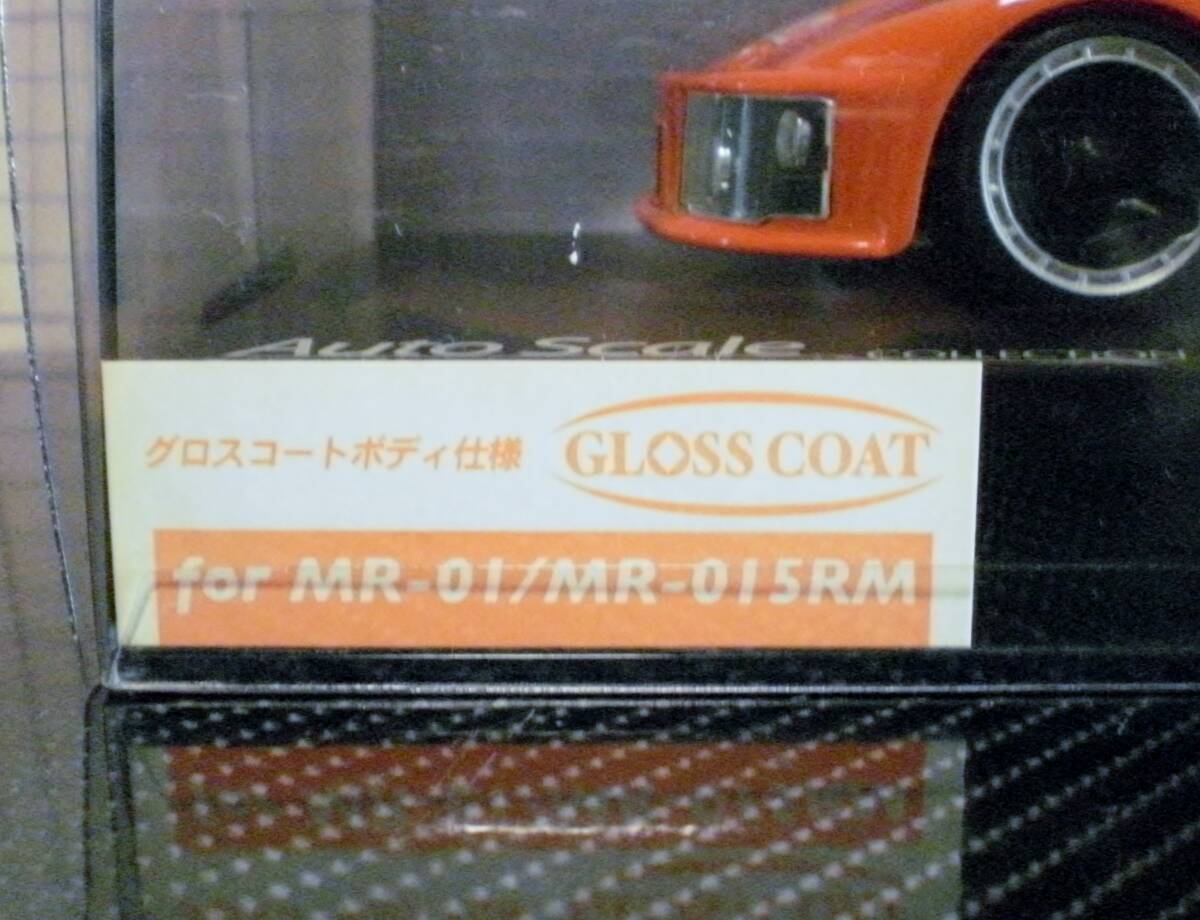 Auto Scale collection
グロスコートボディ仕様 GLOSS COAT
for MR-01/MR-015RM